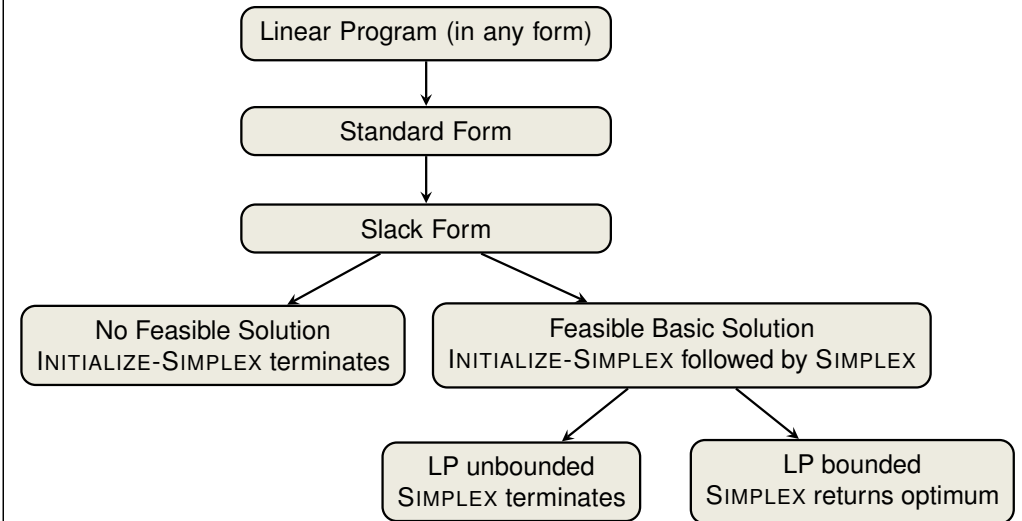 Linear Program (in any form)
Standard Form
Slack Form
No Feasible Solution
INITIALIZE-SIMPLEX terminates
Feasible Basic Solution
INITIALIZE-SIMPLEX followed by SIMPLEX
LP unbounded
SIMPLEX terminates
LP bounded
SIMPLEX returns optimum